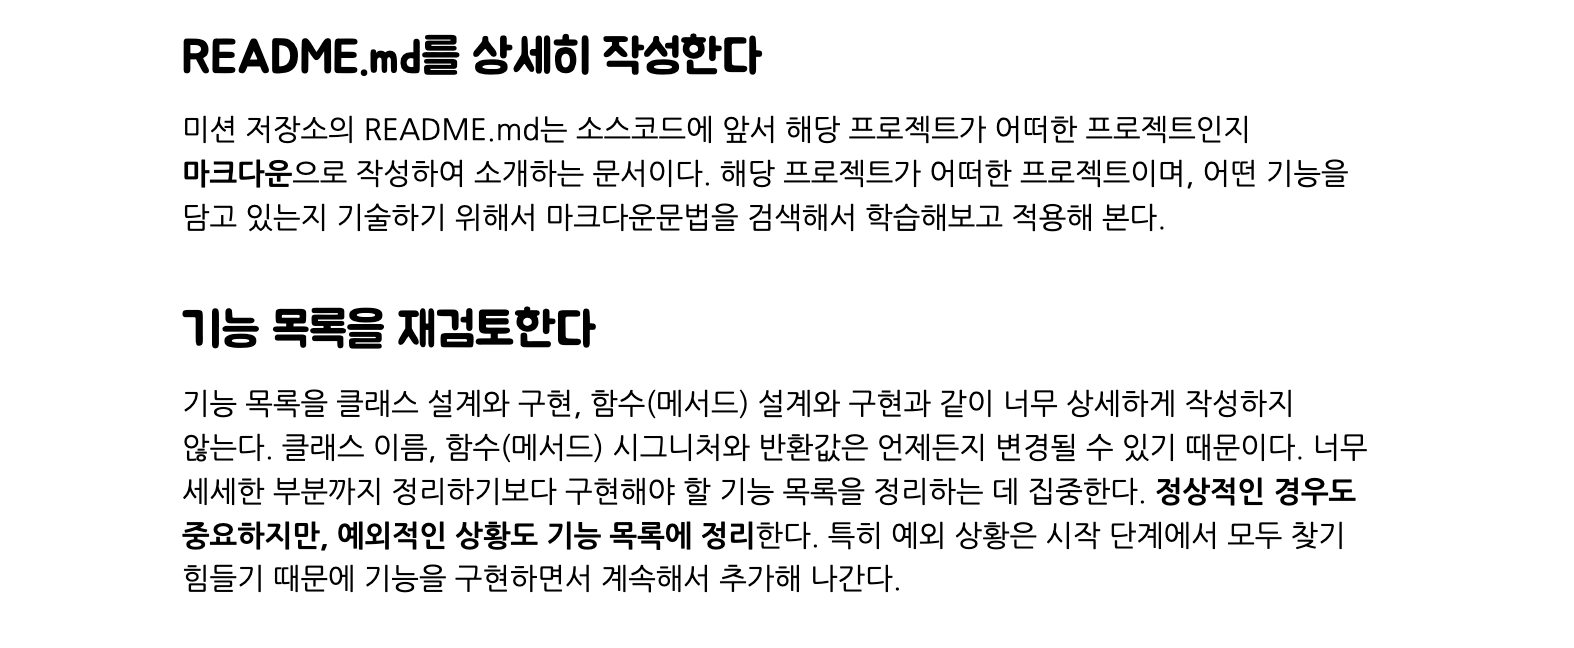 README.md를 상세히 작성한다
미션 저장소의 README.md는 소스코드에 앞서 해당 프로젝트가 어떠한 프로젝트인지
마크다운으로 작성하여 소개하는 문서이다. 해당 프로젝트가 어떠한 프로젝트이며, 어떤 기능을
담고 있는지 기술하기 위해서 마크다운문법을 검색해서 학습해보고 적용해 본다.
기능 목록을 재검토한다
기능 목록을 클래스 설계와 구현, 함수(메서드) 설계와 구현과 같이 너무 상세하게 작성하지
않는다. 클래스 이름, 함수(메서드) 시그니처와 반환값은 언제든지 변경될 수 있기 때문이다. 너무
세세한 부분까지 정리하기보다 구현해야 할 기능 목록을 정리하는 데 집중한다. 정상적인 경우도
중요하지만, 예외적인 상황도 기능 목록에 정리한다. 특히 예외 상황은 시작 단계에서 모두 찾기
힘들기 때문에 기능을 구현하면서 계속해서 추가해 나간다.